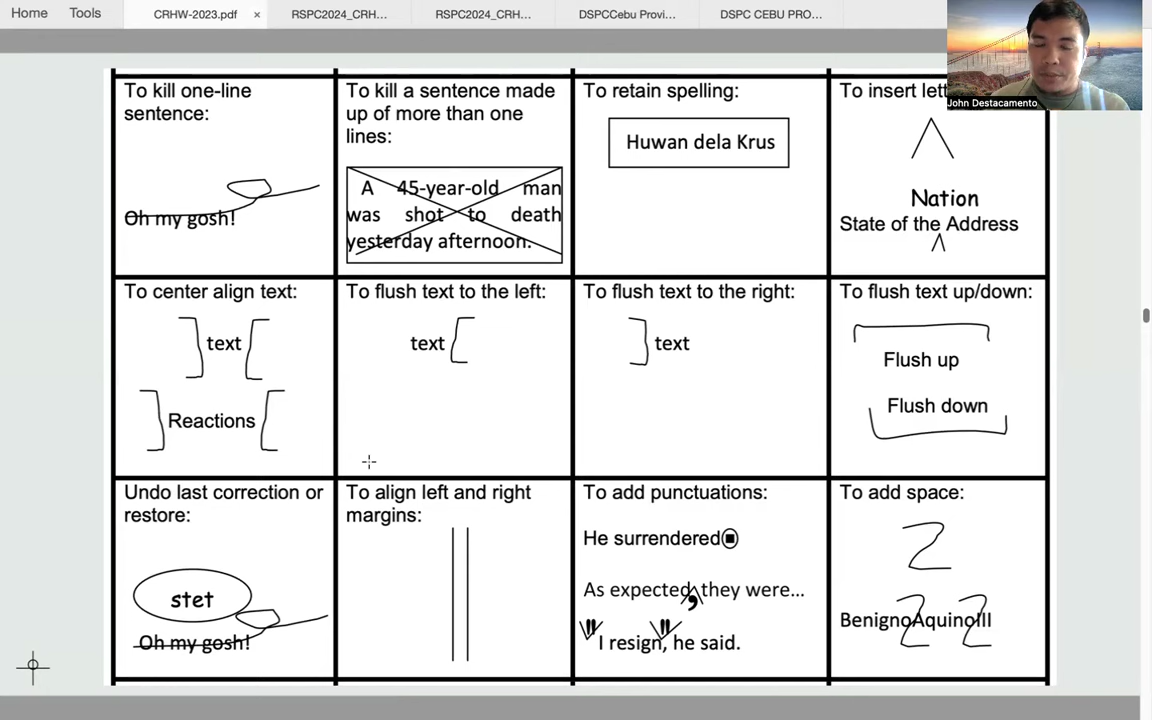 Home Tools CRHW-2023.pdf × RSPC2024_CRH... RSPC2024_CRH... DSPCCebu Provi... DSPC CEBU PRO...
John Destacamento
To kill one-line
sentence:
Oh my gosh!
To kill a sentence made
up of more than one
lines:
A 45-year-old man
was shot to death
yesterday afternoon.
To retain spelling:
Huwan dela Krus
To insert lett
Nation
State of the Address
To center align text:
text
Reactions
To flush text to the left:
text
To flush text to the right:
text
To flush text up/down:
Flush up
Flush down
Undo last correction or
restore:
stet
Oh my gosh!
To align left and right
margins:
To add punctuations:
He surrendered
As expected, they were...
"I resign," he said.
To add space:
BenignoAquinoIII